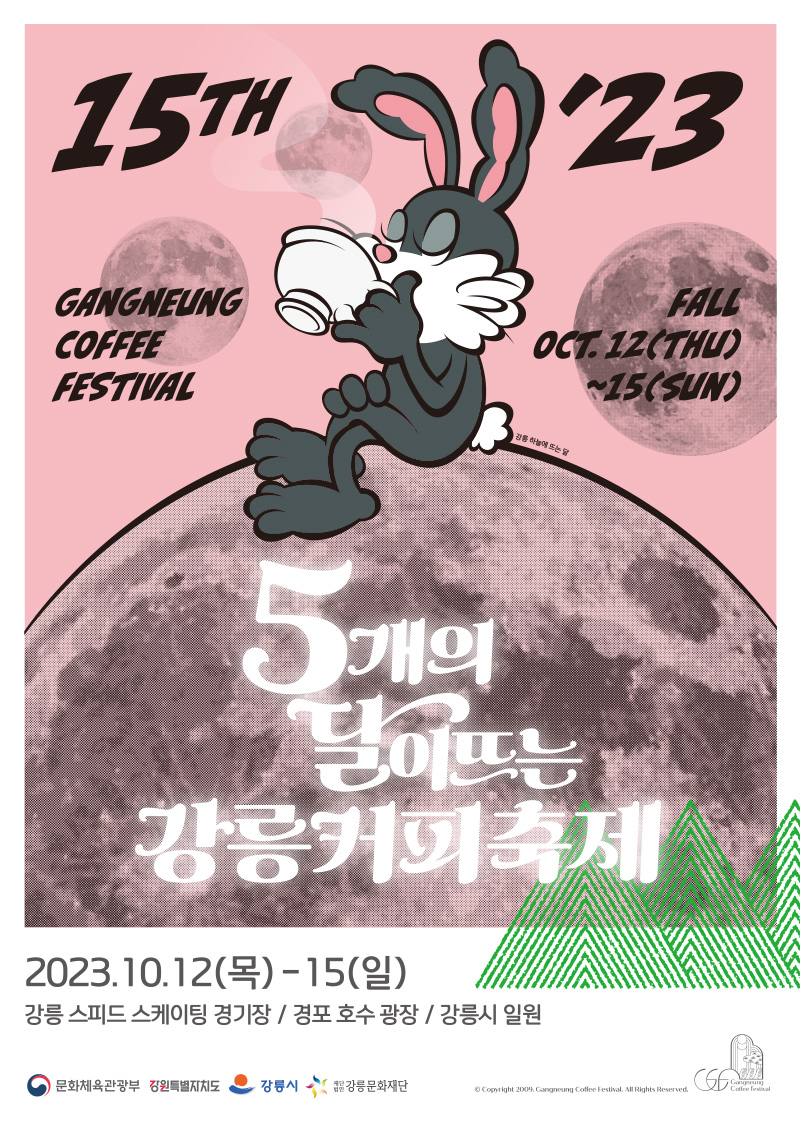 15TH
'23
GANGNEUNG
COFFEE
FESTIVAL
FALL
OCT. 12(THU)
~15(SUN)
강릉 하늘에 뜨는 달
5개의
달이뜨는
강릉커피축제
2023.10.12(목) - 15(일)
강릉 스피드 스케이팅 경기장 / 경포 호수 광장 / 강릉시 일원
문화체육관광부
강원특별자치도
강릉시
재단법인 강릉문화재단
© Copyright 2009. Gangneung Coffee Festival. All Rights Reserved.
CGF
Gangneung
Coffee Festival